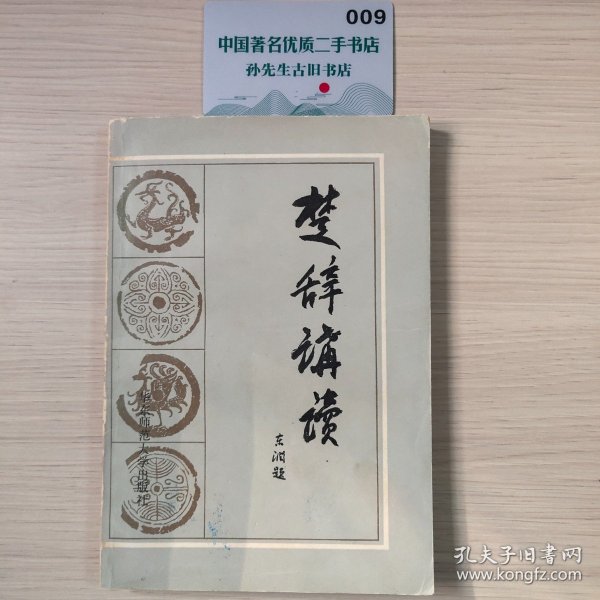 009
中国著名优质二手书店
孙先生古旧书店
楚辞講讀
东润题
华东师范大学出版社
孔夫子旧书网
www.kongfz.com